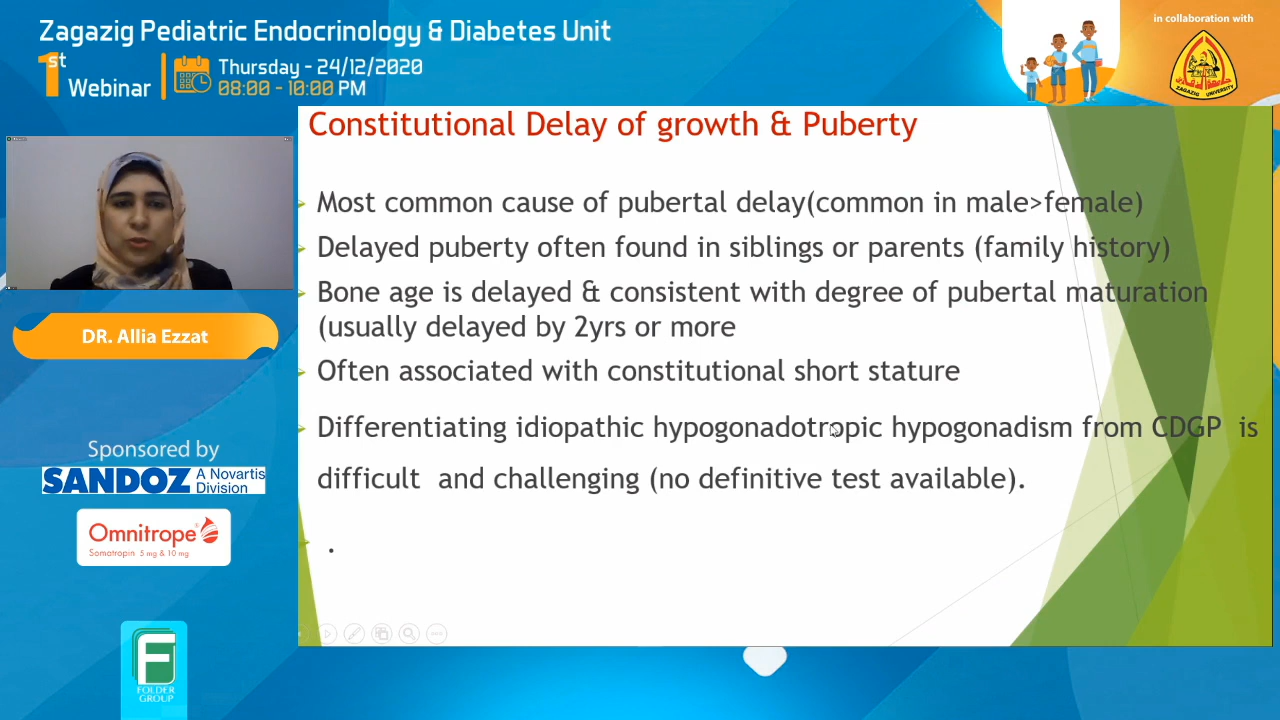 Zagazig Pediatric Endocrinology & Diabetes Unit
1st Webinar
Thursday - 24/12/2020
08:00 - 10:00 PM
in collaboration with
ZAGAZIG UNIVERSITY
DR. Allia Ezzat
Sponsored by
SANDOZ A Novartis
Division
Omnitrope
Somatropin 5 mg & 10 mg
FOLDER
GROUP
Constitutional Delay of growth & Puberty
Most common cause of pubertal delay(common in male>female)
Delayed puberty often found in siblings or parents (family history)
Bone age is delayed & consistent with degree of pubertal maturation
(usually delayed by 2yrs or more
Often associated with constitutional short stature
Differentiating idiopathic hypogonadotropic hypogonadism from CDGP is
difficult and challenging (no definitive test available).
.